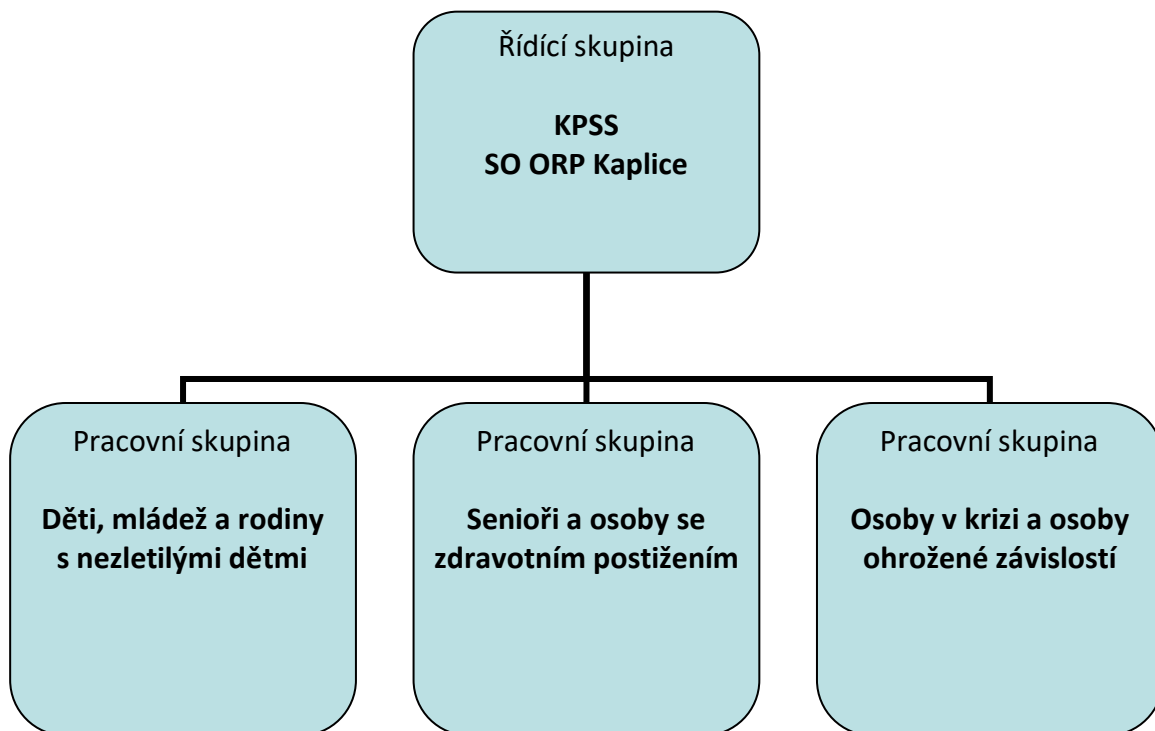 Řídící skupina
KPSS
SO ORP Kaplice
Pracovní skupina
Děti, mládež a rodiny
s nezletilými dětmi
Pracovní skupina
Senioři a osoby se
zdravotním postižením
Pracovní skupina
Osoby v krizi a osoby
ohrožené závislostí